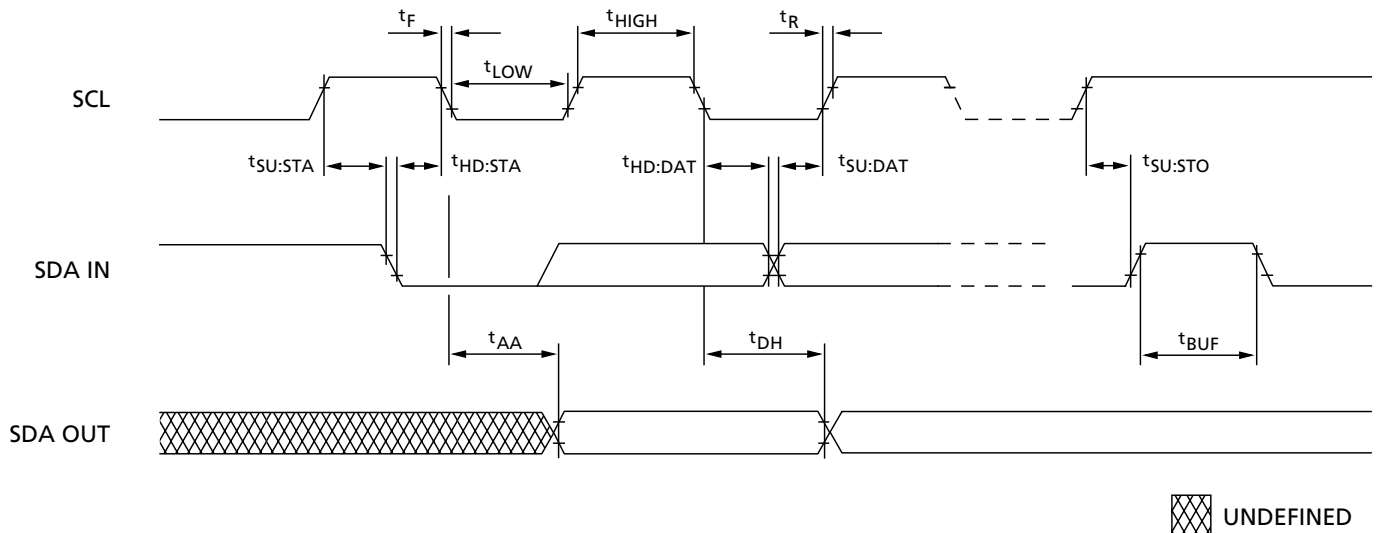 tF
tHIGH
tR
tLOW
SCL
tSU:STA
tHD:STA
tHD:DAT
tSU:DAT
tSU:STO
SDA IN
tAA
tDH
tBUF
SDA OUT
UNDEFINED